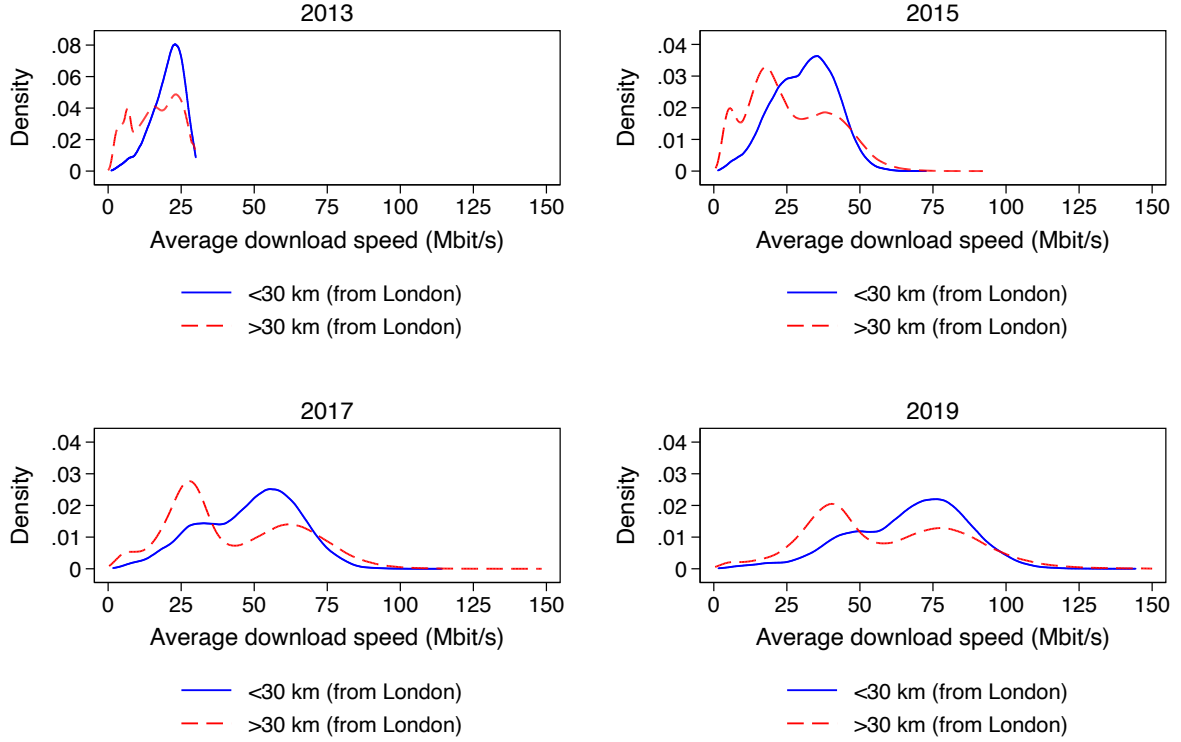 2013
Density
.08
.06
.04
.02
0
0 25 50 75 100 125 150
Average download speed (Mbit/s)
<30 km (from London)
>30 km (from London)
2015
Density
.04
.03
.02
.01
0
0 25 50 75 100 125 150
Average download speed (Mbit/s)
<30 km (from London)
>30 km (from London)
2017
Density
.04
.03
.02
.01
0
0 25 50 75 100 125 150
Average download speed (Mbit/s)
<30 km (from London)
>30 km (from London)
2019
Density
.04
.03
.02
.01
0
0 25 50 75 100 125 150
Average download speed (Mbit/s)
<30 km (from London)
>30 km (from London)